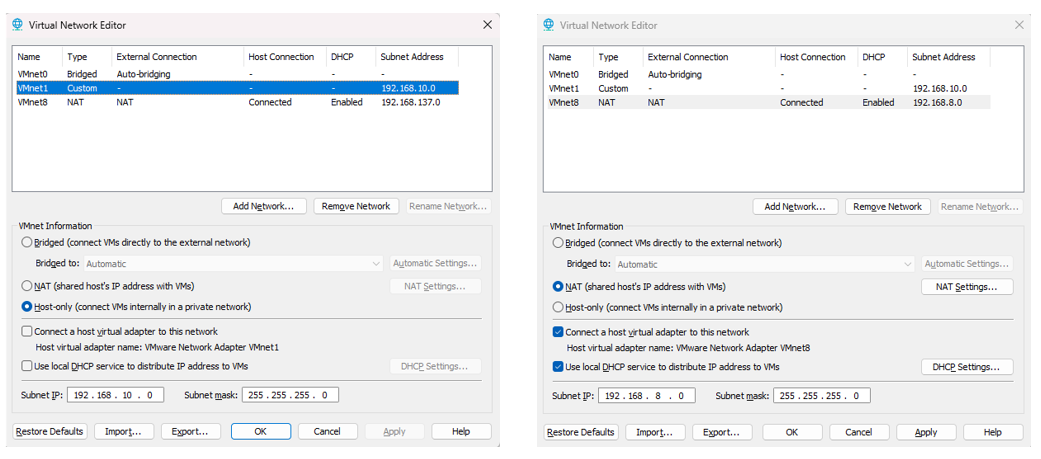 Virtual Network Editor
Name Type External Connection Host Connection DHCP Subnet Address
VMnet0 Bridged Auto-bridging - - -
VMnet1 Custom - - - 192.168.10.0
VMnet8 NAT NAT Connected Enabled 192.168.137.0
Add Network... Remove Network Rename Network...
VMnet Information
Bridged (connect VMs directly to the external network)
Bridged to: Automatic Automatic Settings...
NAT (shared host's IP address with VMs) NAT Settings...
Host-only (connect VMs internally in a private network)
Connect a host virtual adapter to this network
Host virtual adapter name: VMware Network Adapter VMnet1
Use local DHCP service to distribute IP address to VMs DHCP Settings...
Subnet IP: 192 . 168 . 10 . 0 Subnet mask: 255 . 255 . 255 . 0
Restore Defaults Import... Export... OK Cancel Apply Help
Virtual Network Editor
Name Type External Connection Host Connection DHCP Subnet Address
VMnet0 Bridged Auto-bridging - - -
VMnet1 Custom - - - 192.168.10.0
VMnet8 NAT NAT Connected Enabled 192.168.8.0
Add Network... Remove Network Rename Network...
VMnet Information
Bridged (connect VMs directly to the external network)
Bridged to: Automatic Automatic Settings...
NAT (shared host's IP address with VMs) NAT Settings...
Host-only (connect VMs internally in a private network)
Connect a host virtual adapter to this network
Host virtual adapter name: VMware Network Adapter VMnet8
Use local DHCP service to distribute IP address to VMs DHCP Settings...
Subnet IP: 192 . 168 . 8 . 0 Subnet mask: 255 . 255 . 255 . 0
Restore Defaults Import... Export... OK Cancel Apply Help